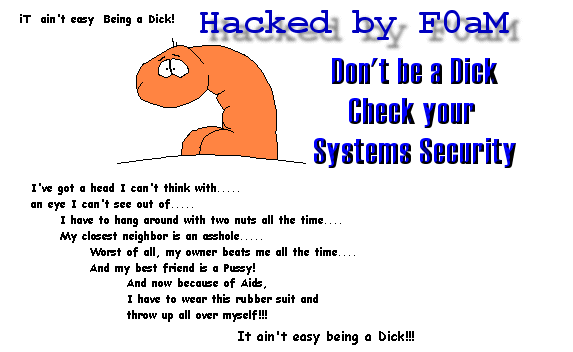 iT ain't easy Being a Dick!
Hacked by F0aM
Don't be a Dick
Check your
Systems Security
I've got a head I can't think with.....
an eye I can't see out of.....
I have to hang around with two nuts all the time....
My closest neighbor is an asshole.....
Worst of all, my owner beats me all the time....
And my best friend is a Pussy!
And now because of Aids,
I have to wear this rubber suit and
throw up all over myself!!!
It ain't easy being a Dick!!!